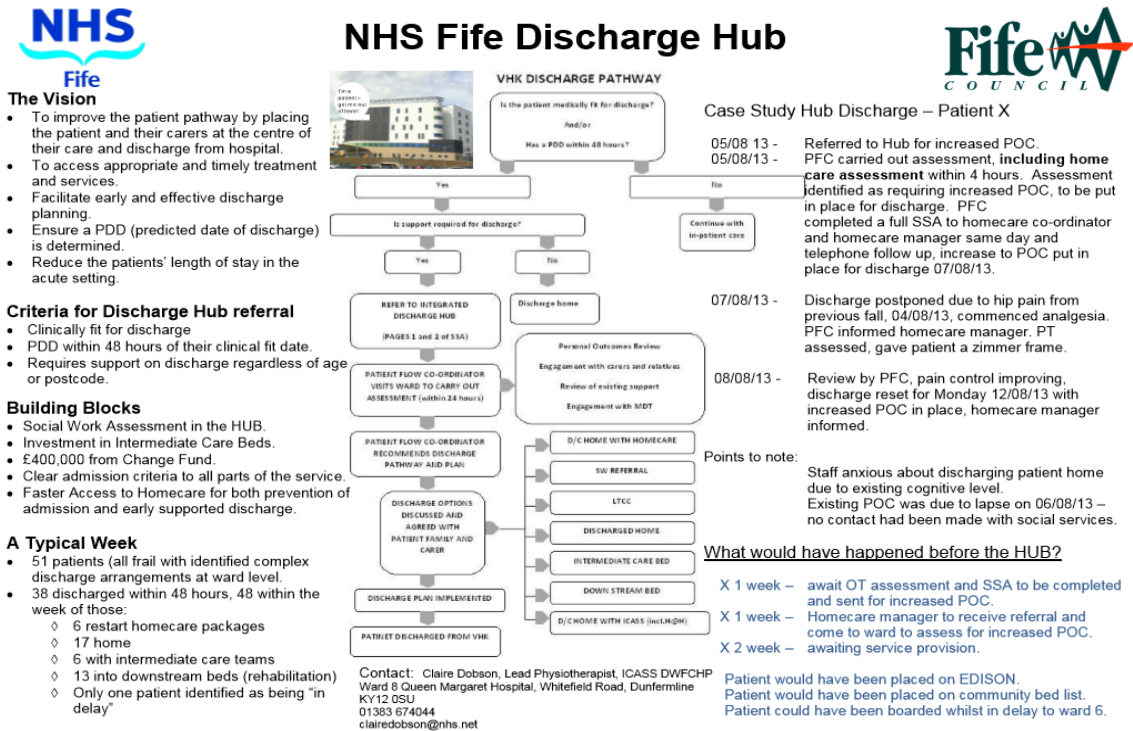 NHS
Fife
NHS Fife Discharge Hub
Fife
COUNCIL
The Vision
• To improve the patient pathway by placing
the patient and their carers at the centre of
their care and discharge from hospital.
• To access appropriate and timely treatment
and services.
• Facilitate early and effective discharge
planning.
• Ensure a PDD (predicted date of discharge)
is determined.
• Reduce the patients' length of stay in the
acute setting.
Criteria for Discharge Hub referral
• Clinically fit for discharge
• PDD within 48 hours of their clinical fit date.
• Requires support on discharge regardless of age
or postcode.
Building Blocks
• Social Work Assessment in the HUB.
• Investment in Intermediate Care Beds.
• £400,000 from Change Fund.
• Clear admission criteria to all parts of the service.
• Faster Access to Homecare for both prevention of
admission and early supported discharge.
A Typical Week
• 51 patients (all frail with identified complex
discharge arrangements at ward level.
• 38 discharged within 48 hours, 48 within the
week of those:
◊ 6 restart homecare packages
◊ 17 home
◊ 6 with intermediate care teams
◊ 13 into downstream beds (rehabilitation)
◊ Only one patient identified as being "in
delay"
I'm a
patient –
get me out
of here!
VHK DISCHARGE PATHWAY
Is the patient medically fit for discharge?
And/or
Has a PDD within 48 hours?
Yes
No
Is support required for discharge?
Continue with
in-patient care
Yes
No
REFER TO INTEGRATED
DISCHARGE HUB
(PAGES 1 and 2 of SSA)
Discharge home
PATIENT FLOW CO-ORDINATOR
VISITS WARD TO CARRY OUT
ASSESSMENT (within 24 hours)
Personal Outcomes Review
Engagement with carers and relatives
Review of existing support
Engagement with MDT
PATIENT FLOW CO-ORDINATOR
RECOMMENDS DISCHARGE
PATHWAY AND PLAN
DISCHARGE OPTIONS
DISCUSSED AND
AGREED WITH
PATIENT FAMILY AND
CARER
D/C HOME WITH HOMECARE
SW REFERRAL
LTCC
DISCHARGED HOME
INTERMEDIATE CARE BED
DOWN STREAM BED
D/C HOME WITH ICASS (incl.H@H)
DISCHARGE PLAN IMPLEMENTED
PATINET DISCHARGED FROM VHK
Contact: Claire Dobson, Lead Physiotherapist, ICASS DWFCHP
Ward 8 Queen Margaret Hospital, Whitefield Road, Dunfermline
KY12 0SU
01383 674044
clairedobson@nhs.net
Case Study Hub Discharge – Patient X
05/08 13 - Referred to Hub for increased POC.
05/08/13 - PFC carried out assessment, including home
care assessment within 4 hours. Assessment
identified as requiring increased POC, to be put
in place for discharge. PFC
completed a full SSA to homecare co-ordinator
and homecare manager same day and
telephone follow up, increase to POC put in
place for discharge 07/08/13.
07/08/13 - Discharge postponed due to hip pain from
previous fall, 04/08/13, commenced analgesia.
PFC informed homecare manager. PT
assessed, gave patient a zimmer frame.
08/08/13 - Review by PFC, pain control improving,
discharge reset for Monday 12/08/13 with
increased POC in place, homecare manager
informed.
Points to note:
Staff anxious about discharging patient home
due to existing cognitive level.
Existing POC was due to lapse on 06/08/13 –
no contact had been made with social services.
What would have happened before the HUB?
X 1 week – await OT assessment and SSA to be completed
and sent for increased POC.
X 1 week – Homecare manager to receive referral and
come to ward to assess for increased POC.
X 2 week – awaiting service provision.
Patient would have been placed on EDISON.
Patient would have been placed on community bed list.
Patient could have been boarded whilst in delay to ward 6.